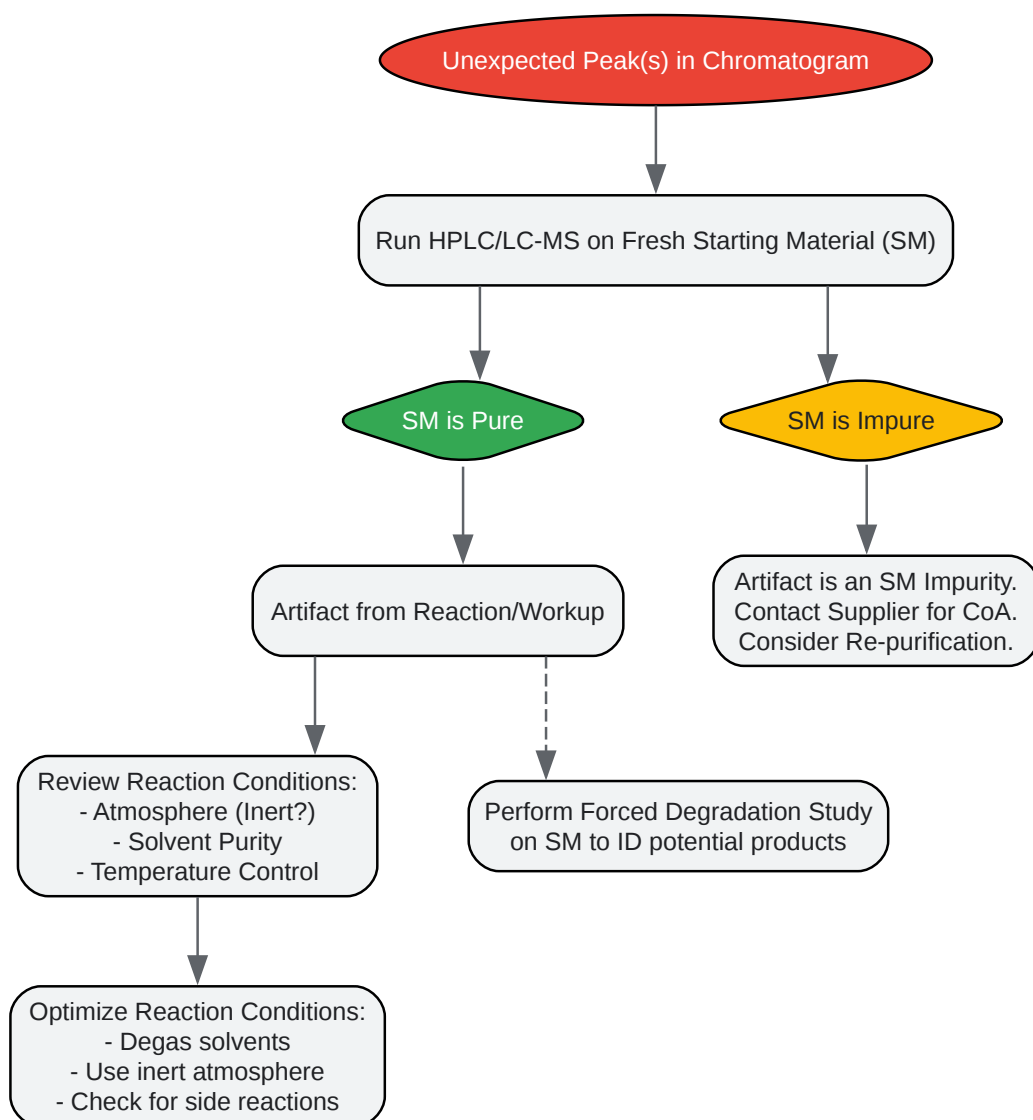 Unexpected Peak(s) in Chromatogram
Run HPLC/LC-MS on Fresh Starting Material (SM)
SM is Pure
SM is Impure
Artifact from Reaction/Workup
Artifact is an SM Impurity.
Contact Supplier for CoA.
Consider Re-purification.
Review Reaction Conditions:
- Atmosphere (Inert?)
- Solvent Purity
- Temperature Control
Perform Forced Degradation Study
on SM to ID potential products
Optimize Reaction Conditions:
- Degas solvents
- Use inert atmosphere
- Check for side reactions